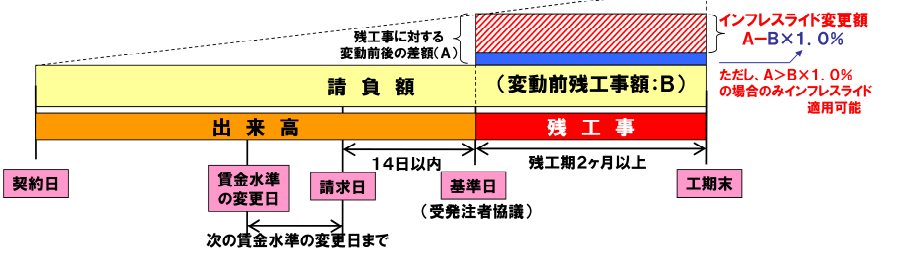 残工事に対する
変動前後の差額(A)
インフレスライド変更額
A－B×１．０％
ただし、A＞B×１．０％
の場合のみインフレスライド
適用可能
請負額
(変動前残工事額：B)
出来高
残工事
14日以内
残工期2ヶ月以上
契約日
賃金水準
の変更日
請求日
基準日
(受発注者協議)
工期末
次の賃金水準の変更日まで